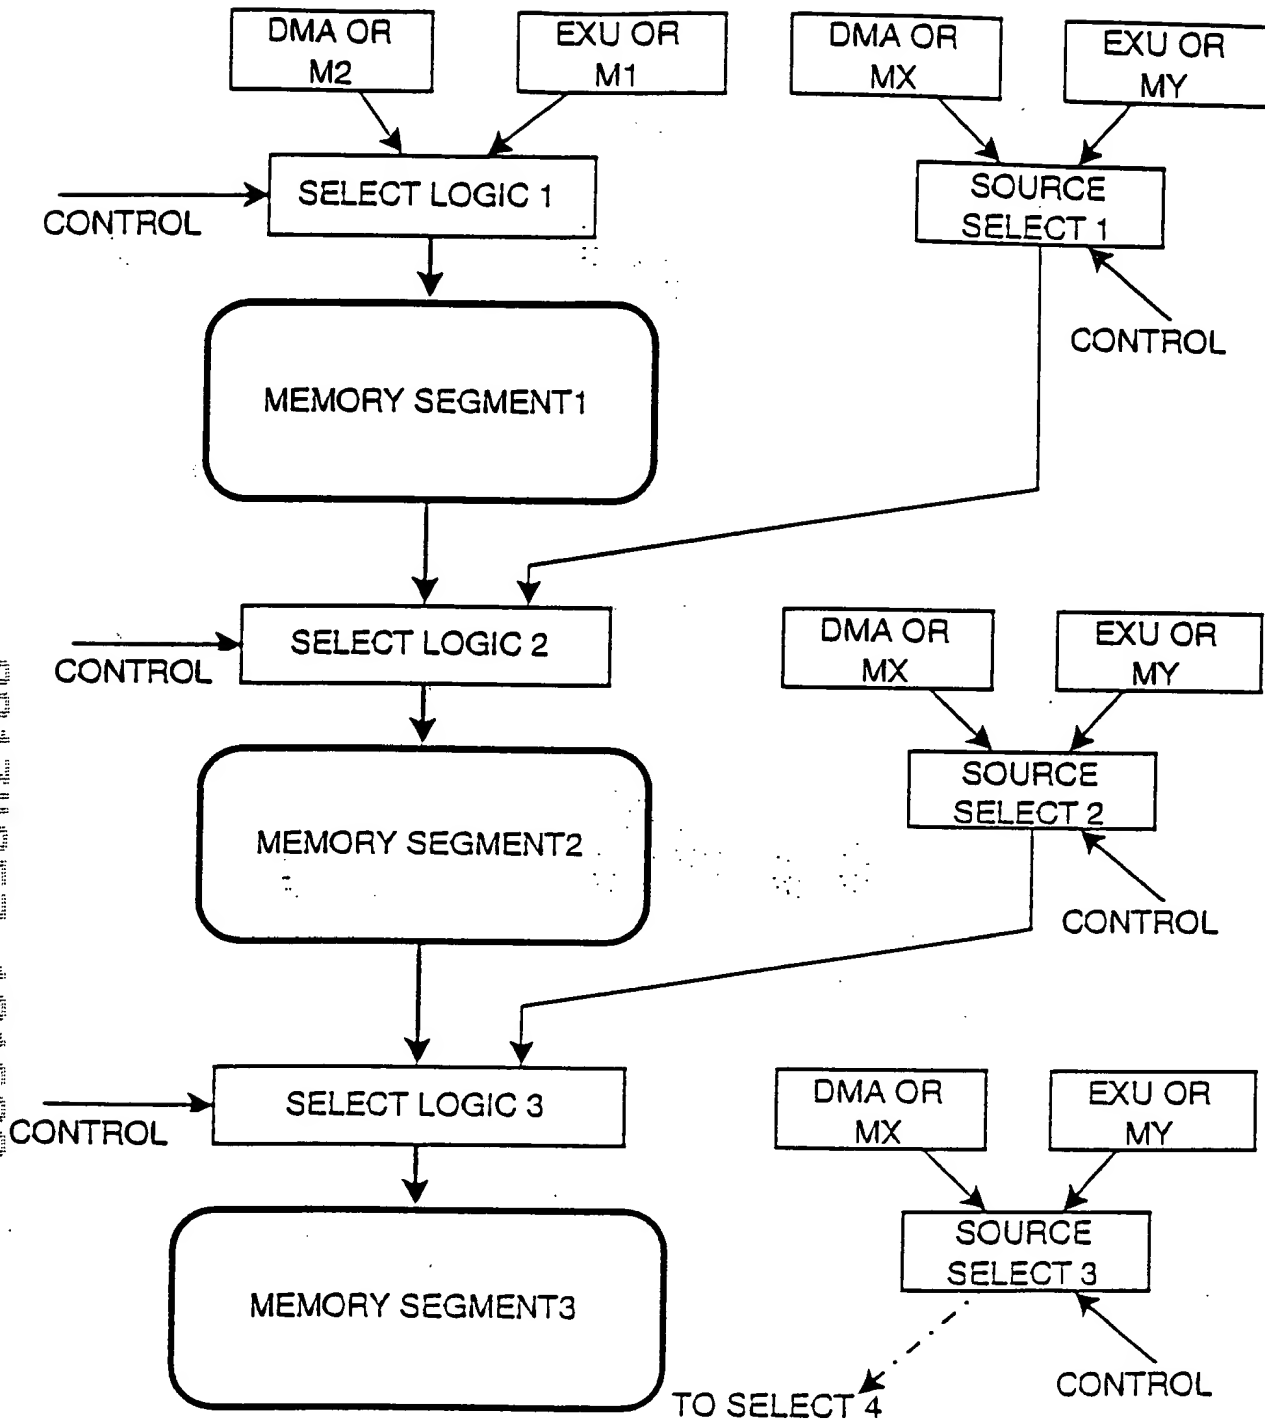 DMA OR
M2
EXU OR
M1
DMA OR
MX
EXU OR
MY
SELECT LOGIC 1
CONTROL
SOURCE
SELECT 1
CONTROL
MEMORY SEGMENT1
SELECT LOGIC 2
CONTROL
DMA OR
MX
EXU OR
MY
SOURCE
SELECT 2
CONTROL
MEMORY SEGMENT2
SELECT LOGIC 3
CONTROL
DMA OR
MX
EXU OR
MY
SOURCE
SELECT 3
CONTROL
MEMORY SEGMENT3
TO SELECT 4